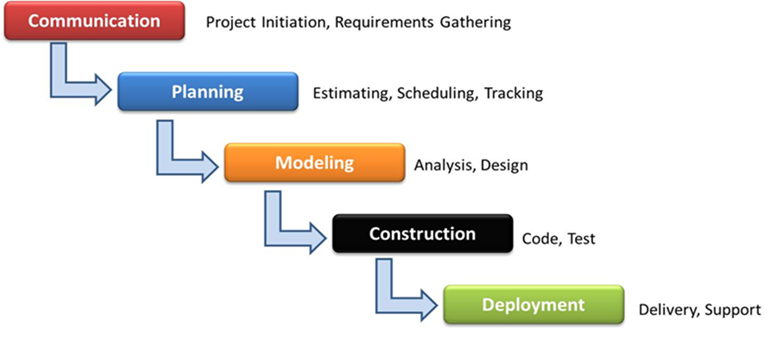 Communication
Project Initiation, Requirements Gathering
Planning
Estimating, Scheduling, Tracking
Modeling
Analysis, Design
Construction
Code, Test
Deployment
Delivery, Support